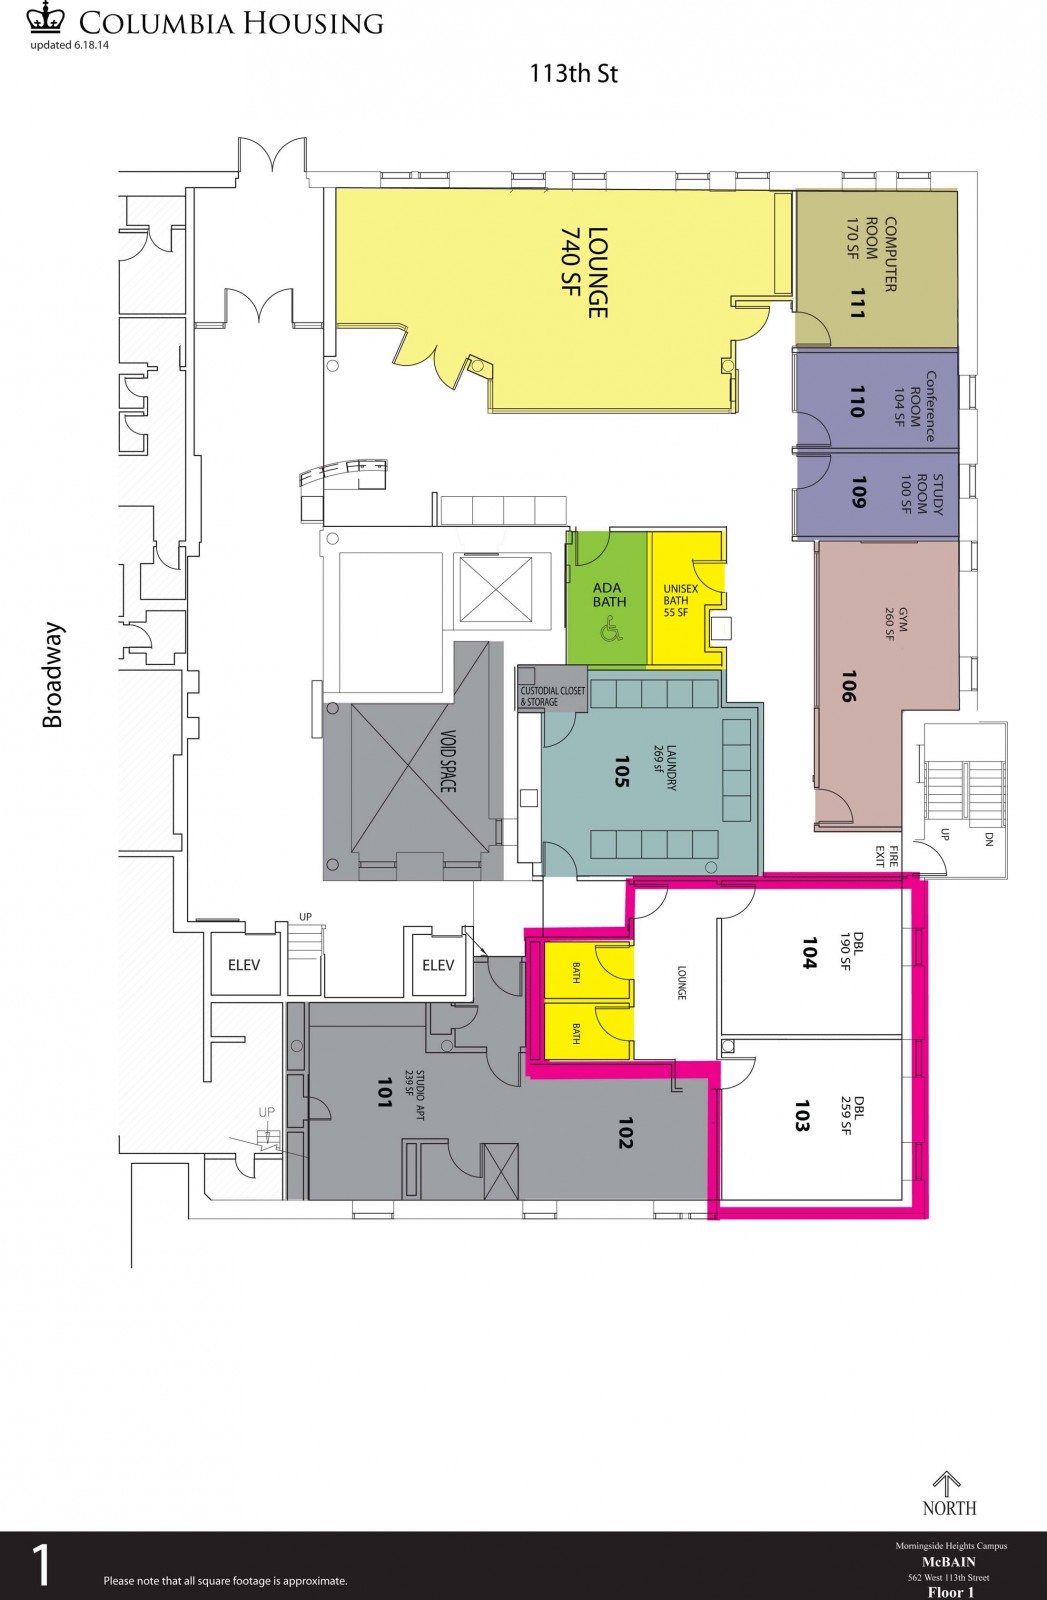 COLUMBIA HOUSING
updated 6.18.14
113th St
Broadway
LOUNGE
740 SF
COMPUTER
ROOM
170 SF
111
Conference
ROOM
104 SF
110
STUDY
ROOM
100 SF
109
ADA
BATH
UNISEX
BATH
55 SF
GYM
260 SF
106
CUSTODIAL CLOSET
& STORAGE
VOID SPACE
LAUNDRY
269 sf
105
UP
DN
FIRE
EXIT
UP
ELEV
ELEV
BATH
BATH
LOUNGE
DBL
190 SF
104
DBL
259 SF
103
STUDIO APT
239 SF
101
102
UP
NORTH
1
Please note that all square footage is approximate.
Morningside Heights Campus
McBAIN
562 West 113th Street
Floor 1